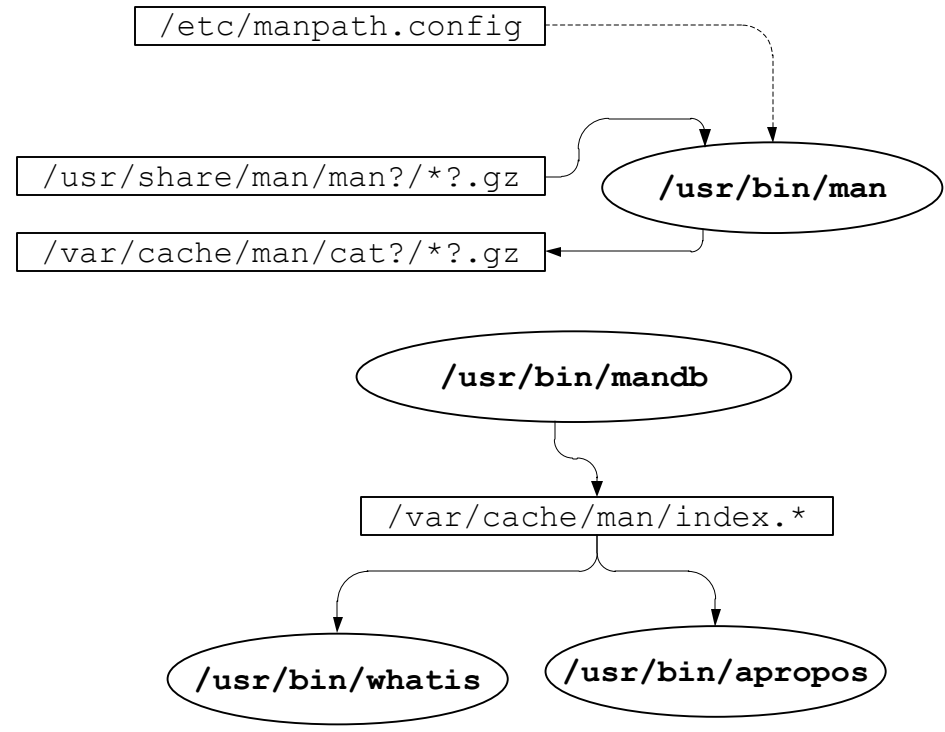 /etc/manpath.config
/usr/share/man/man?/*?.gz
/usr/bin/man
/var/cache/man/cat?/*?.gz
/usr/bin/mandb
/var/cache/man/index.*
/usr/bin/whatis
/usr/bin/apropos